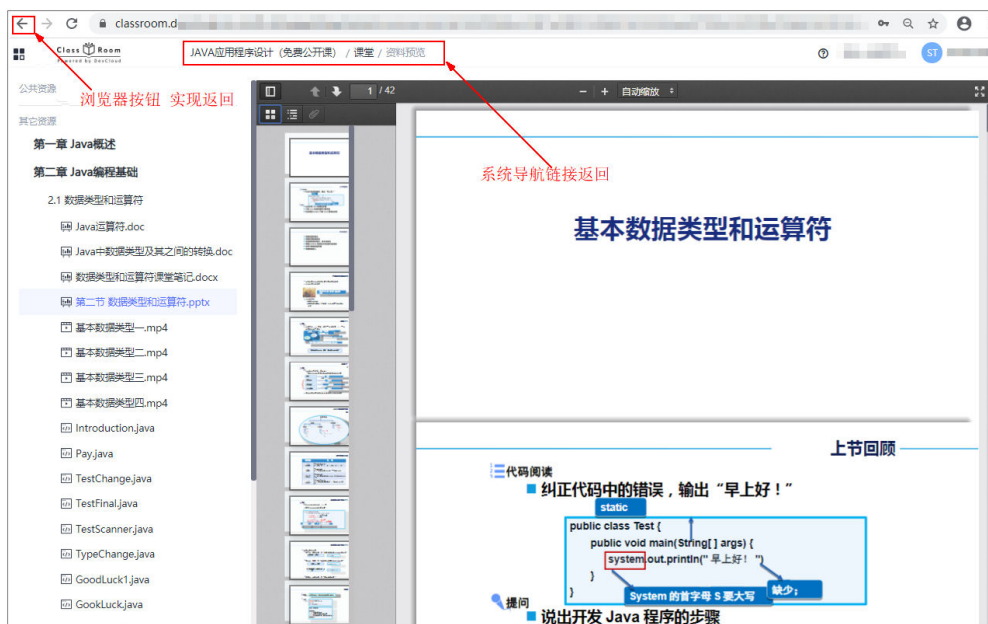 classroom.d
Class Room
Powered by DevCloud
JAVA应用程序设计（免费公开课） / 课堂 / 资料预览
ST
公共资源
浏览器按钮 实现返回
其它资源
第一章 Java概述
第二章 Java编程基础
2.1 数据类型和运算符
Java运算符.doc
Java中数据类型及其之间的转换.doc
数据类型和运算符课堂笔记.docx
第二节 数据类型和运算符.pptx
基本数据类型一.mp4
基本数据类型二.mp4
基本数据类型三.mp4
基本数据类型四.mp4
Introduction.java
Pay.java
TestChange.java
TestFinal.java
TestScanner.java
TypeChange.java
GoodLuck1.java
GookLuck.java
1 / 42
自动缩放
系统导航链接返回
基本数据类型和运算符
上节回顾
代码阅读
纠正代码中的错误，输出“早上好！”
static
public class Test {
public void main(String[ ] args) {
system.out.println(" 早上好！ ")
}
}
System 的首字母 S 要大写
缺少；
提问
说出开发 Java 程序的步骤